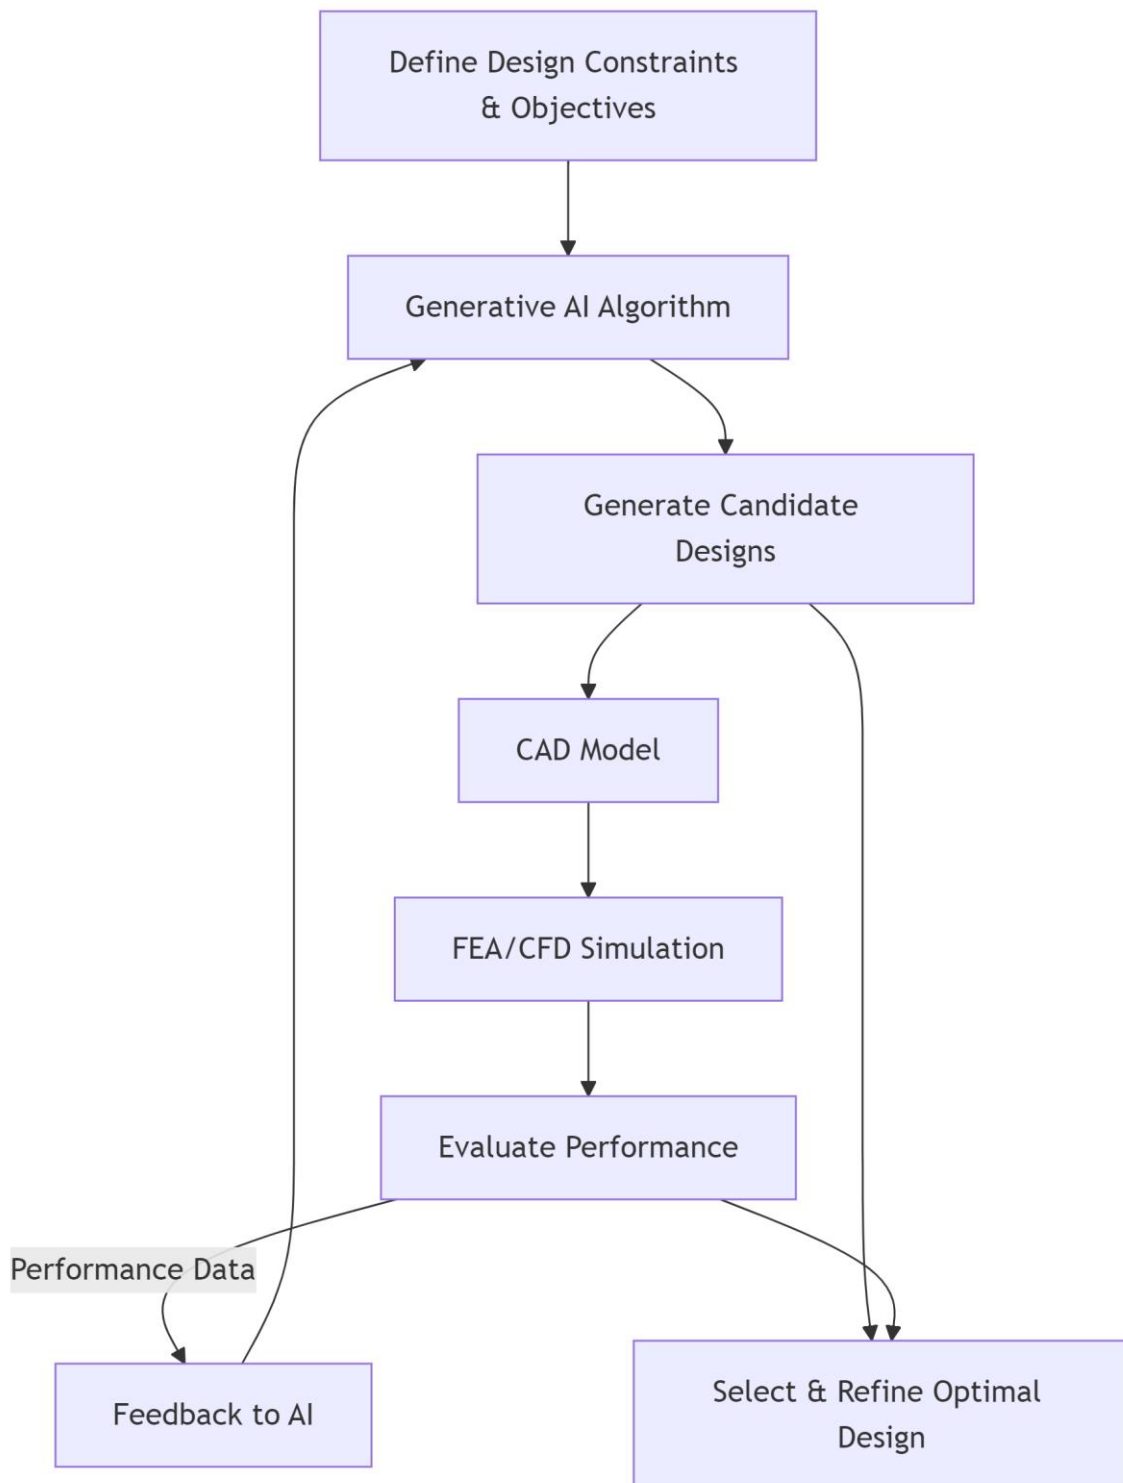 Define Design Constraints
& Objectives
Generative AI Algorithm
Generate Candidate
Designs
CAD Model
FEA/CFD Simulation
Evaluate Performance
Performance Data
Feedback to AI
Select & Refine Optimal
Design